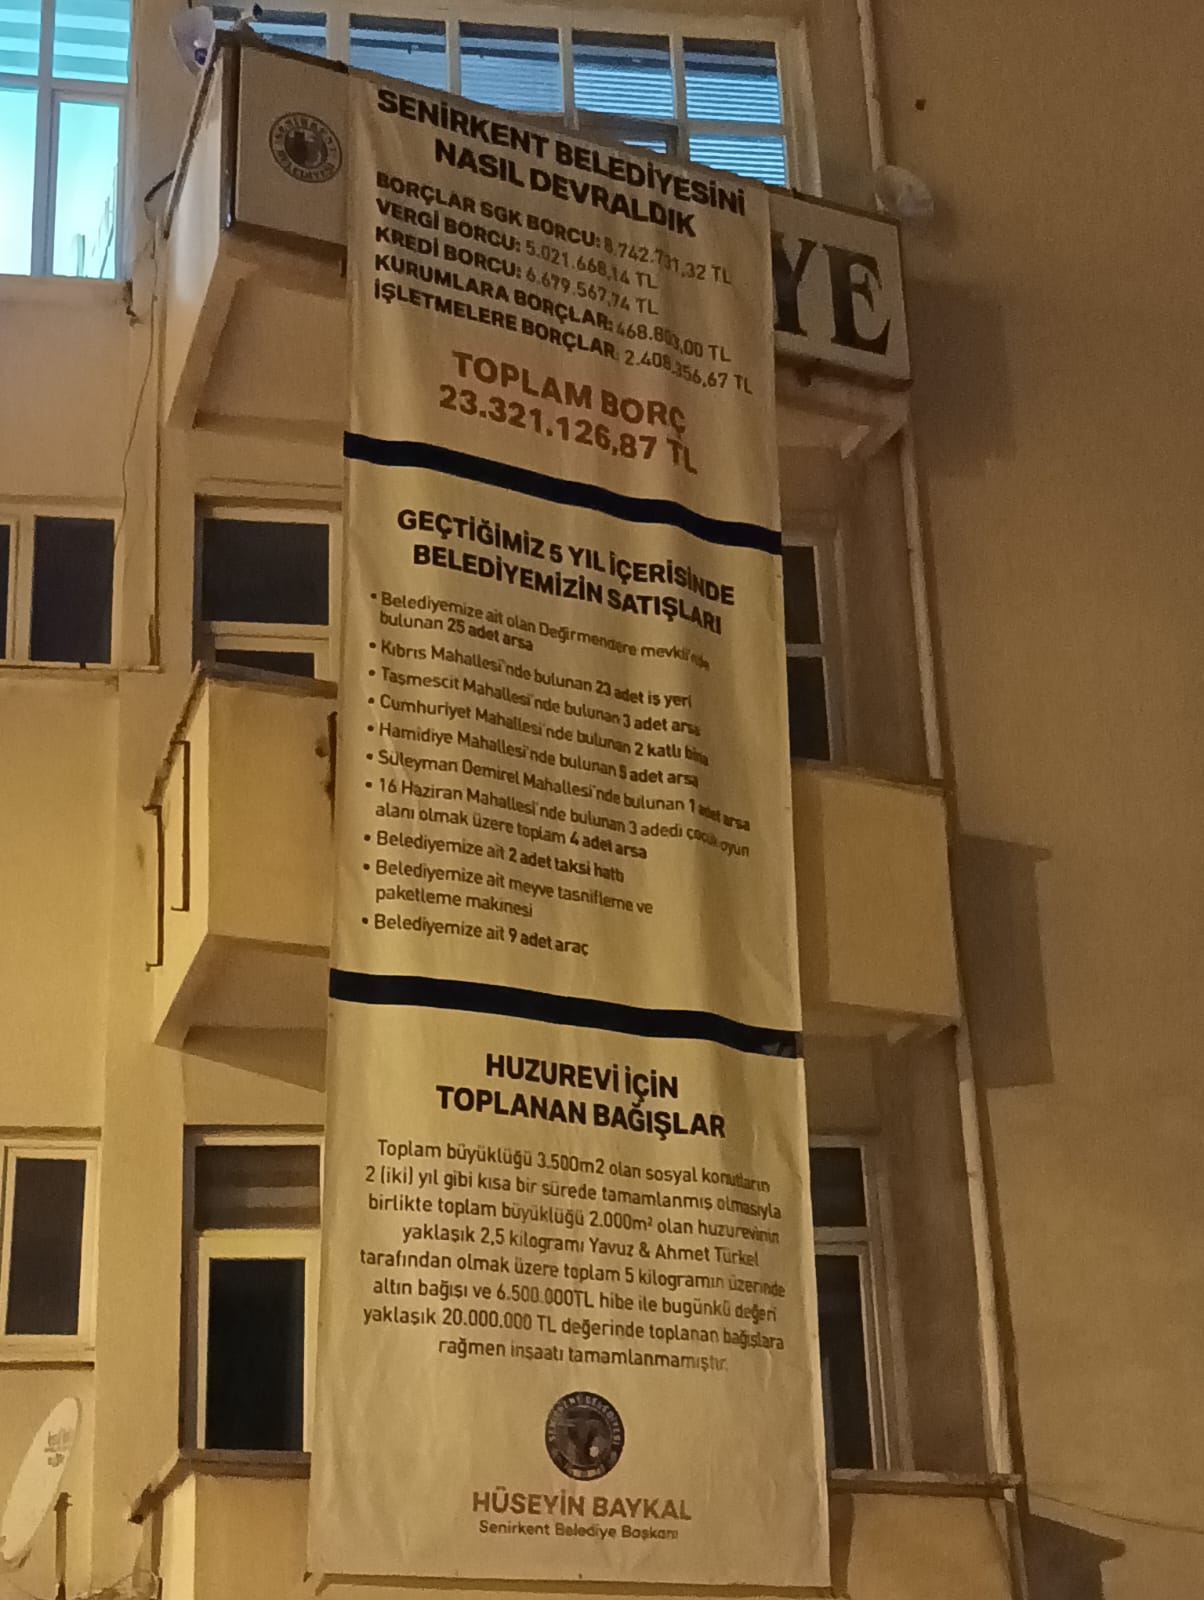 SENİRKENT BELEDİYESİNİ
NASIL DEVRALDIK
BORÇLAR SGK BORCU: 8.742.731,32 TL
VERGİ BORCU: 5.021.668,14 TL
KREDİ BORCU: 6.679.567,74 TL
KURUMLARA BORÇLAR: 468.803,00 TL
İŞLETMELERE BORÇLAR: 2.408.356,67 TL
TOPLAM BORÇ
23.321.126,87 TL
YE
GEÇTİĞİMİZ 5 YIL İÇERİSİNDE
BELEDİYEMİZİN SATIŞLARI
• Belediyemize ait olan Değirmendere mevkii'nde
bulunan 25 adet arsa
• Kıbrıs Mahallesi'nde bulunan 23 adet iş yeri
• Taşmescit Mahallesi'nde bulunan 3 adet arsa
• Cumhuriyet Mahallesi'nde bulunan 2 katlı bina
• Hamidiye Mahallesi'nde bulunan 5 adet arsa
• Süleyman Demirel Mahallesi'nde bulunan 1 adet arsa
• 16 Haziran Mahallesi'nde bulunan 3 adedi çocuk oyun
alanı olmak üzere toplam 4 adet arsa
• Belediyemize ait 2 adet taksi hattı
• Belediyemize ait meyve tasnifleme ve
paketleme makinesi
• Belediyemize ait 9 adet araç
HUZUREVİ İÇİN
TOPLANAN BAĞIŞLAR
Toplam büyüklüğü 3.500m2 olan sosyal konutların
2 (iki) yıl gibi kısa bir sürede tamamlanmış olmasıyla
birlikte toplam büyüklüğü 2.000m² olan huzurevinin
yaklaşık 2,5 kilogramı Yavuz & Ahmet Türkel
tarafından olmak üzere toplam 5 kilogramın üzerinde
altın bağışı ve 6.500.000TL hibe ile bugünkü değeri
yaklaşık 20.000.000 TL değerinde toplanan bağışlara
rağmen inşaatı tamamlanmamıştır.
SENİRKENT BELEDİYESİ
HÜSEYİN BAYKAL
Senirkent Belediye Başkanı